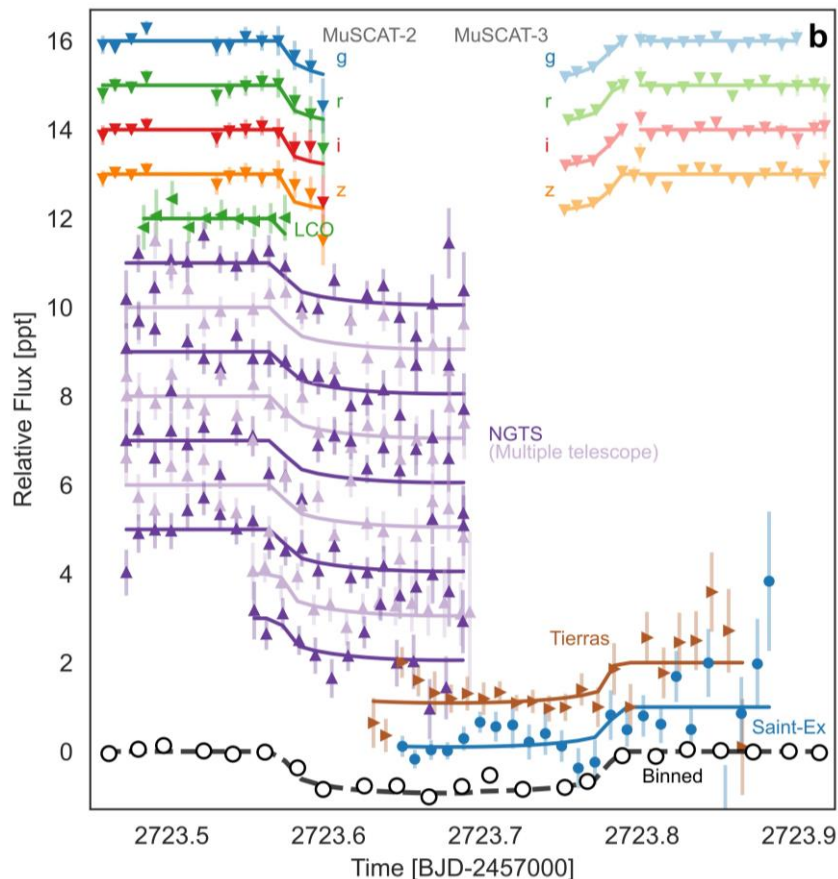 b
MuSCAT-2 MuSCAT-3
g g
r r
i i
z z
LCO
NGTS
(Multiple telescope)
Tierras
Saint-Ex
Binned
16
14
12
10
8
6
4
2
0
Relative Flux [ppt]
2723.5 2723.6 2723.7 2723.8 2723.9
Time [BJD-2457000]